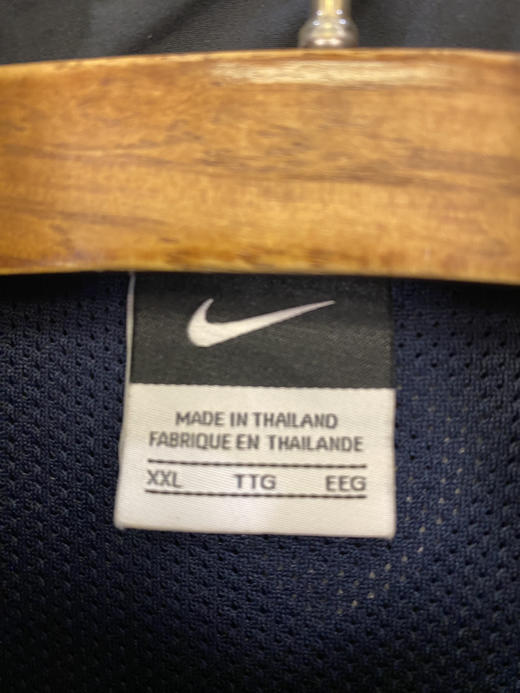 MADE IN THAILAND
FABRIQUE EN THAILANDE
XXL TTG EEG